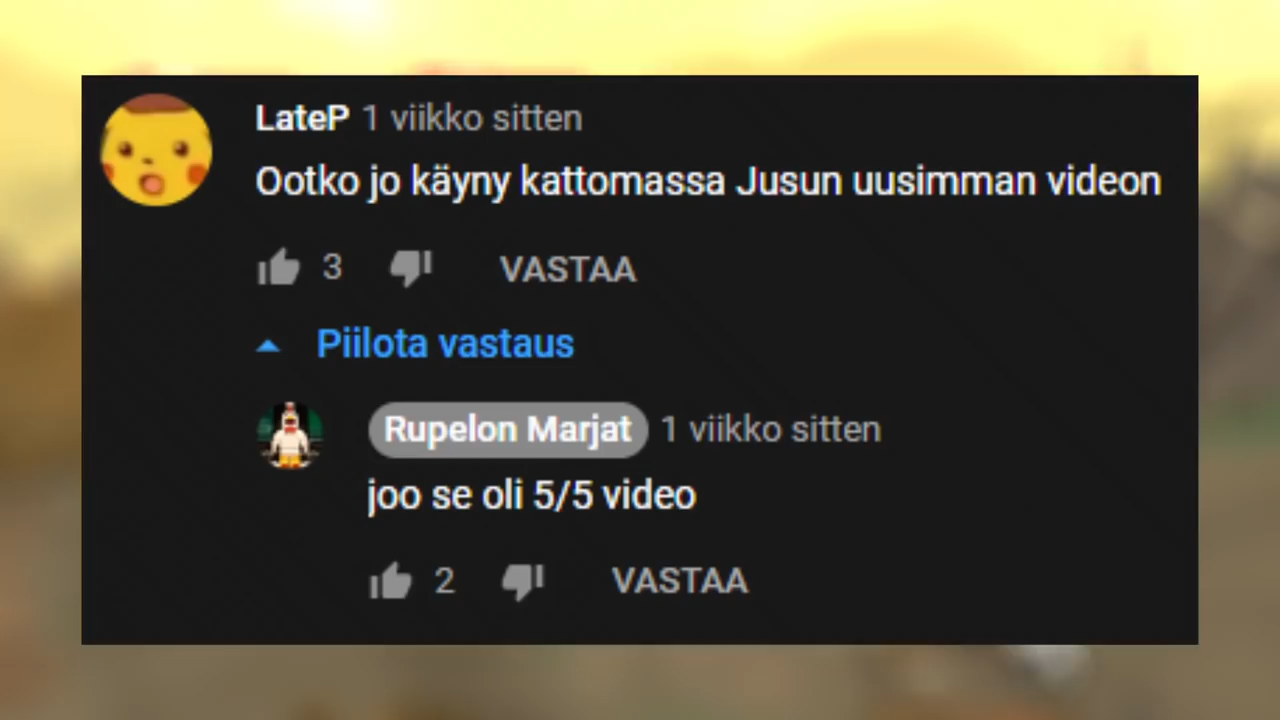 LateP 1 viikko sitten
Ootko jo käyny kattomassa Jusun uusimman videon
3 VASTAA
Piilota vastaus
Rupelon Marjat 1 viikko sitten
joo se oli 5/5 video
2 VASTAA